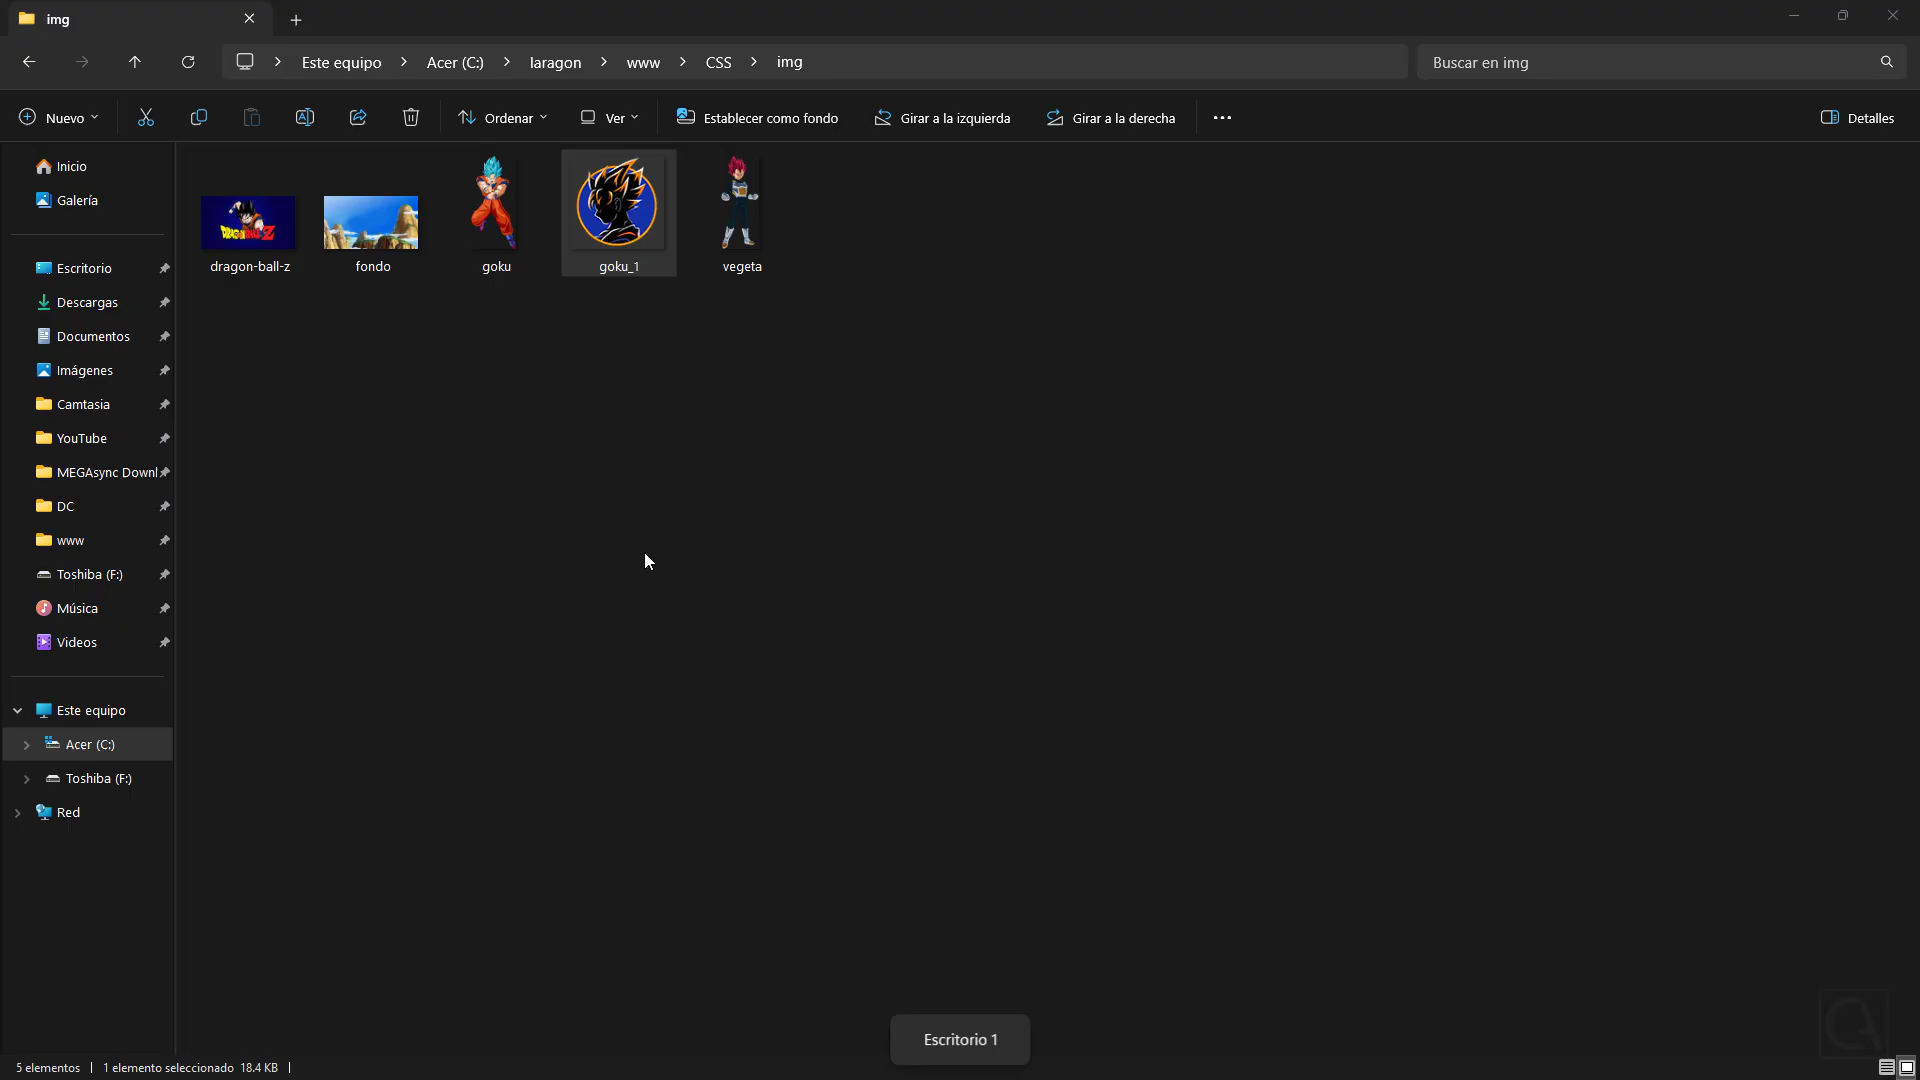 img
Este equipo > Acer (C:) > laragon > www > CSS > img
Buscar en img
Nuevo
Ordenar
Ver
Establecer como fondo
Girar a la izquierda
Girar a la derecha
Detalles
Inicio
Galería
Escritorio
Descargas
Documentos
Imágenes
Camtasia
YouTube
MEGAsync Downl
DC
www
Toshiba (F:)
Música
Videos
Este equipo
Acer (C:)
Toshiba (F:)
Red
DRAGON BALL Z
dragon-ball-z
fondo
goku
goku_1
vegeta
Escritorio 1
CA
5 elementos
1 elemento seleccionado 18.4 KB